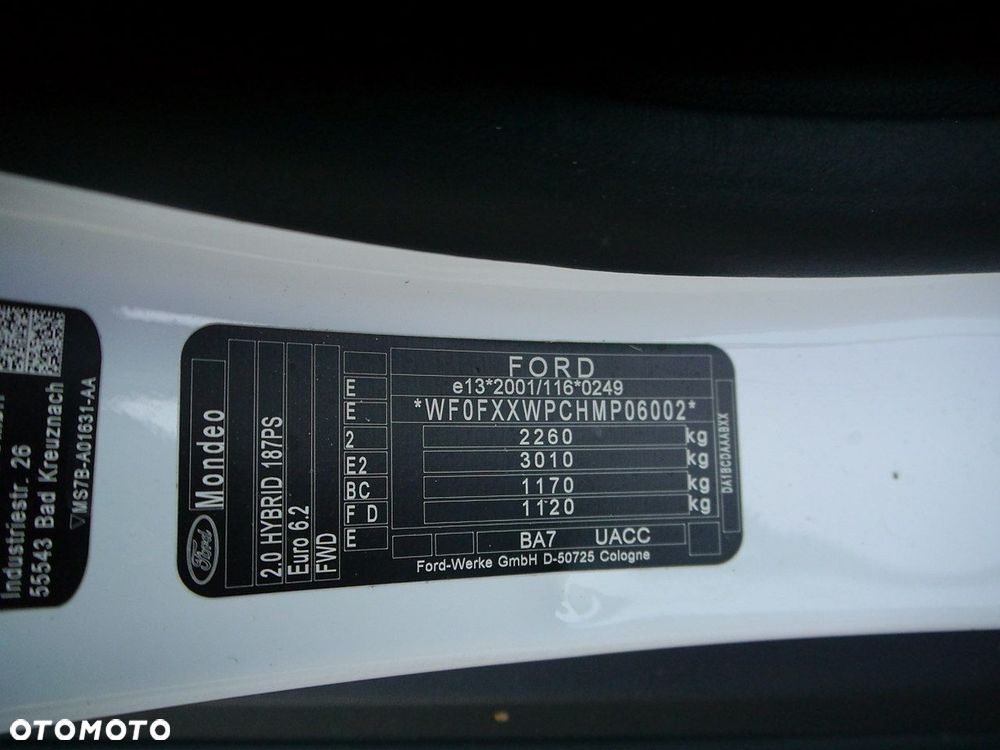 Industriestr. 26
55543 Bad Kreuznach
MS7B-A01631-AA
Ford
Mondeo
2.0 HYBRID 187PS
Euro 6.2
FWD
E
E
2
E2
BC
F D
E
FORD
e13*2001/116*0249
*WF0FXXWPCHMP06002*
2260 kg
3010 kg
1170 kg
1120 kg
BA7 UACC
Ford-Werke GmbH D-50725 Cologne
DA1BCDAAABXX
OTOMOTO